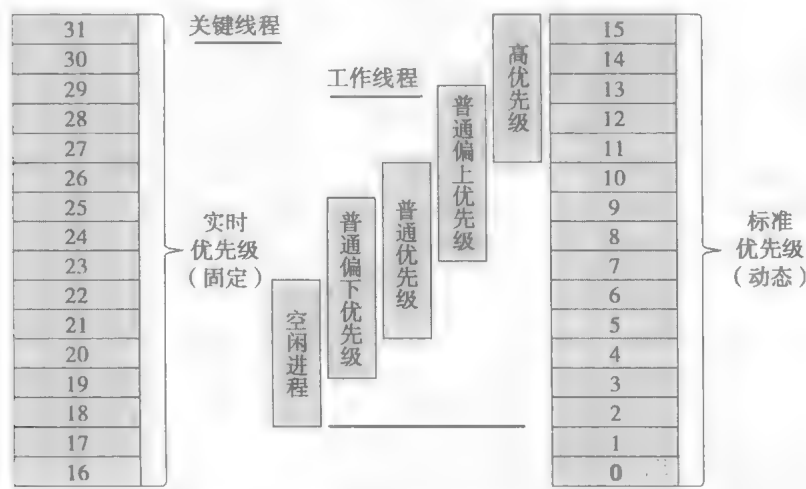 31
30
29
28
27
26
25
24
23
22
21
20
19
18
17
16
实时
优先级
（固定）
关键线程
工作线程
空闲进程
普通偏下优先级
普通优先级
普通偏上优先级
高优先级
15
14
13
12
11
10
9
8
7
6
5
4
3
2
1
0
标准
优先级
（动态）